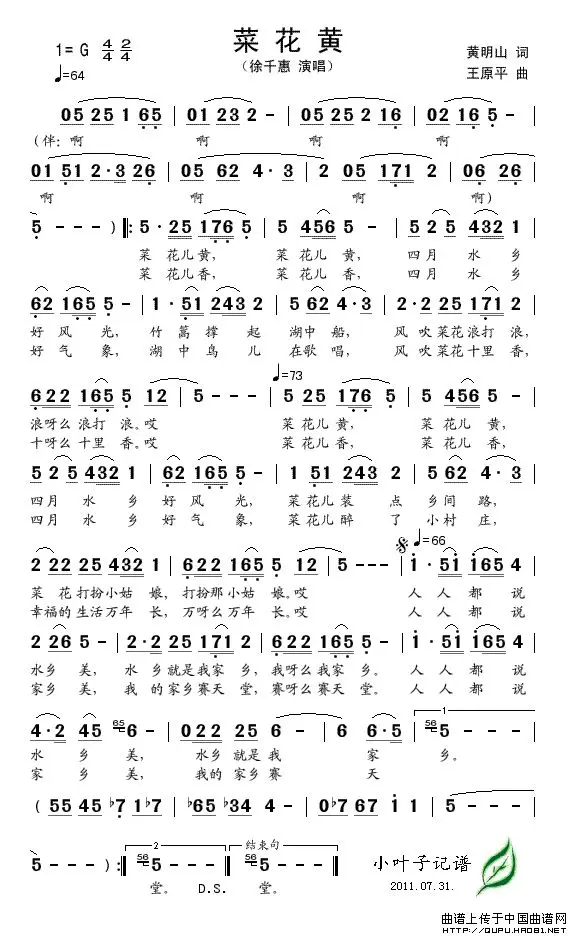 菜花黄
1=G 4/4 2/4
黄明山 词
♩=64
（徐千惠 演唱）
王原平 曲
05 25 1 65 | 01 23 2 - | 05 25 2 16 | 02 16 5 - |
(伴: 啊 啊 啊 啊
01 51 2·3 26 | 05 62 4·3 | 2 05 171 2 | 06 26 |
啊 啊 啊 啊)
5 - - - ) |: 5·25 176 5 | 5 456 5 - | 5 2 5 432 1 |
菜 花儿黄, 菜 花儿 黄, 四月 水 乡
菜 花儿香, 菜 花儿 香, 四月 水 乡
62 165 5 - | 1·51 243 2 | 5 62 4·3 | 2·2 25 171 2 |
好 风 光, 竹 篙 撑 起 湖中 船, 风 吹菜花浪打 浪,
好 气 象, 湖 中 鸟 儿 在歌 唱, 风 吹菜花十里 香,
♩=73
6 2 2 165 12 | 5 - - - | 5 25 176 5 | 5 456 5 - |
浪呀么 浪打 浪。哎 菜 花儿 黄, 菜 花儿 黄,
十呀么 十里 香。哎 菜 花儿 香, 菜 花儿 香,
5 2 5 432 1 | 62 165 5 - | 1 51 243 2 | 5 62 4·3 |
四月 水 乡 好 风 光, 菜 花儿装 点 乡间 路,
四月 水 乡 好 气 象, 菜 花儿醉 了 小村 庄,
♩=66
2 22 25 432 1 | 622 22 165 5 12 | 5 - - - | 1·51 165 1 |
菜 花 打扮小姑 娘, 打扮那小姑 娘。哎 人 人 都 说
幸福的 生活万年 长, 万呀么万年 长。哎 人 人 都 说
2 26 5 - | 2·2 25 171 2 | 622 22 165 5 | 1·51 165 4 |
水乡 美, 水 乡 就是我家 乡, 我呀么我家 乡。 人 人 都 说
家乡 美, 我 的 家乡赛天 堂, 赛呀么赛天 堂。 人 人 都 说
4·2 45 65 6 - | 0 22 2 25 | 6 - - 6 | 6 6·5 | 1 56 5 - - - |
水 乡 美, 水乡 就是 我 家 乡。
家 乡 美, 我的 家乡 赛 天
( 55 45 b7 1 b7 | b65 b34 4 - | 0 b7 67 1 1 | 5 - - - |
5 - - - ) :| 2 56 5 - - - | 结束句 56 5 - - - ||
堂。 D.S. 堂。
小叶子记谱
2011.07.31.
曲谱上传于中国曲谱网
http://QUPU.HAO81.NET